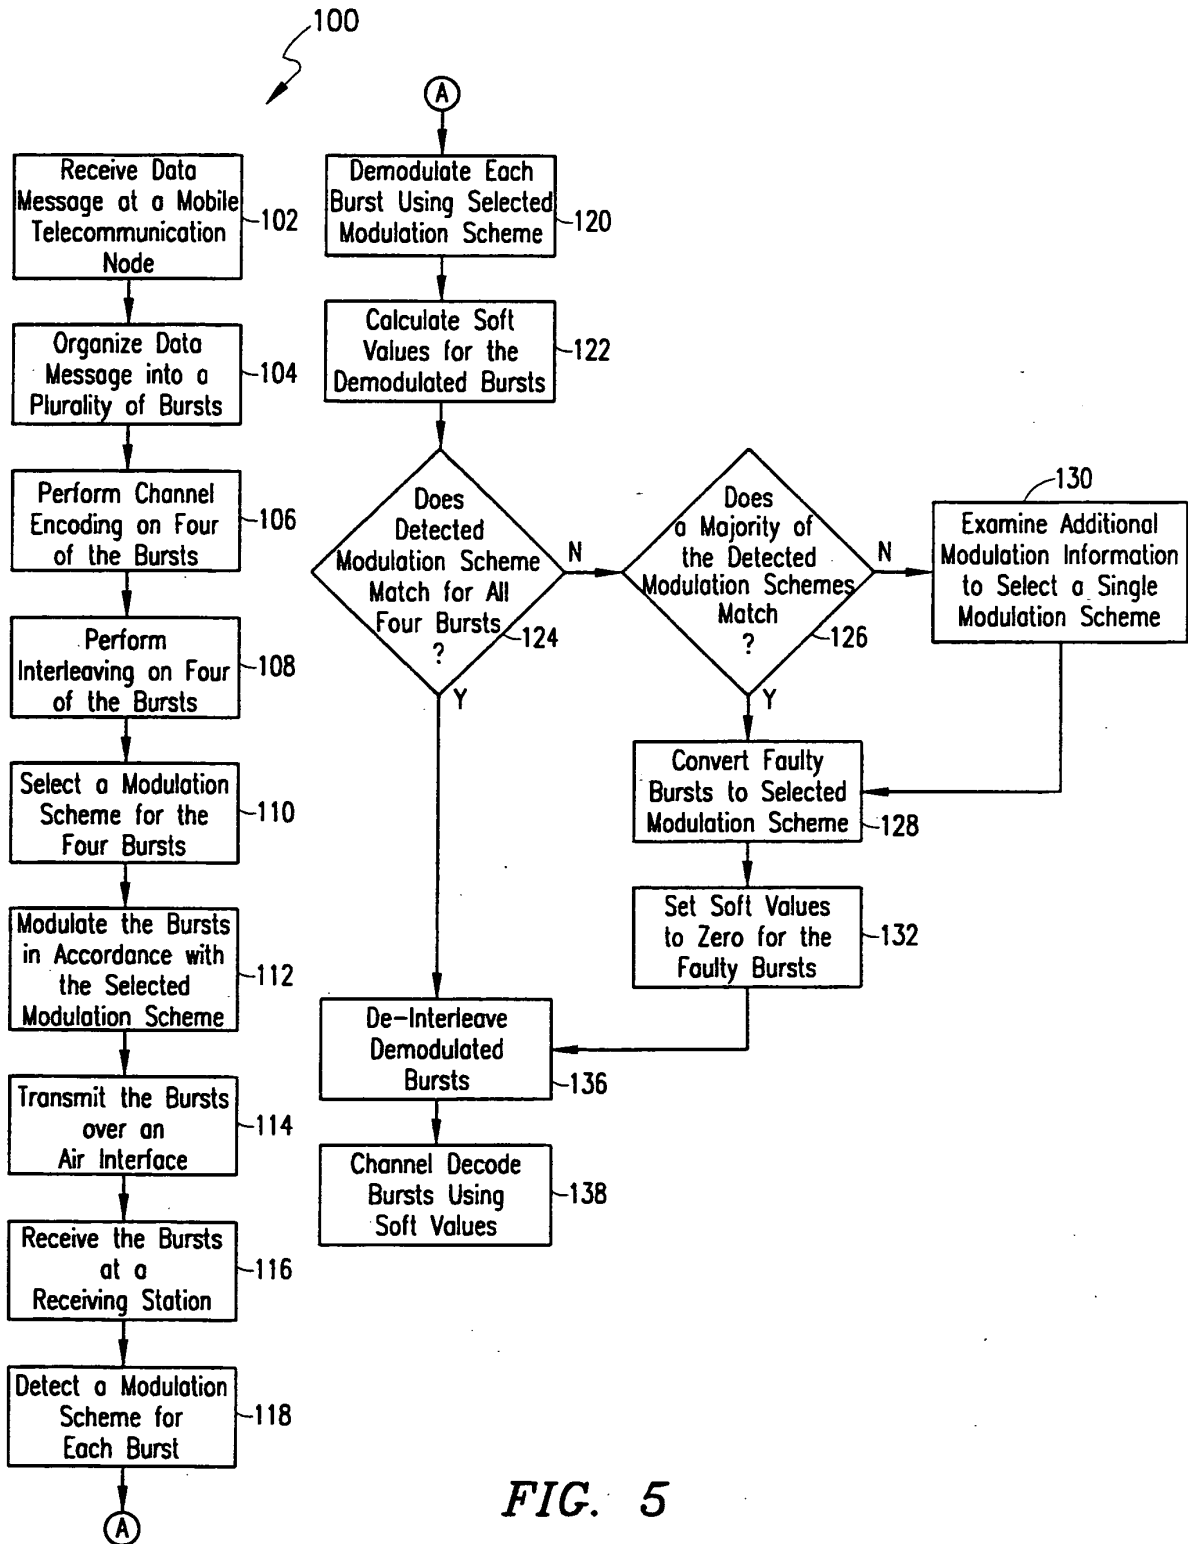 100
Receive Data
Message at a Mobile
Telecommunication
Node
102
Organize Data
Message into a
Plurality of Bursts
104
Perform Channel
Encoding on Four
of the Bursts
106
Perform
Interleaving on Four
of the Bursts
108
Select a Modulation
Scheme for the
Four Bursts
110
Modulate the Bursts
in Accordance with
the Selected
Modulation Scheme
112
Transmit the Bursts
over an
Air Interface
114
Receive the Bursts
at a
Receiving Station
116
Detect a Modulation
Scheme for
Each Burst
118
A
A
Demodulate Each
Burst Using Selected
Modulation Scheme
120
Calculate Soft
Values for the
Demodulated Bursts
122
Does
Detected
Modulation Scheme
Match for All
Four Bursts
?
124
N
Y
Does
a Majority of
the Detected
Modulation Schemes
Match
?
126
N
Y
130
Examine Additional
Modulation Information
to Select a Single
Modulation Scheme
Convert Faulty
Bursts to Selected
Modulation Scheme
128
Set Soft Values
to Zero for the
Faulty Bursts
132
De-Interleave
Demodulated
Bursts
136
Channel Decode
Bursts Using
Soft Values
138
FIG. 5